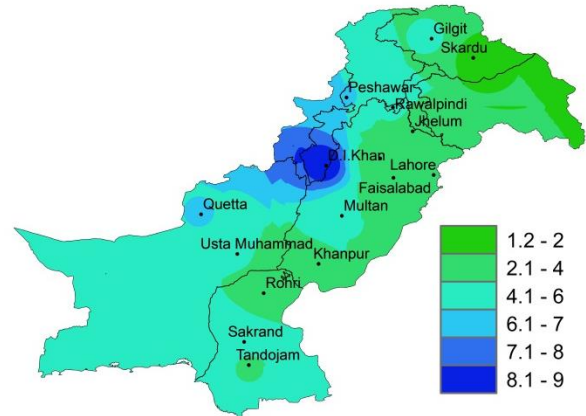 Gilgit
Skardu
Peshawar
Rawalpindi
Jhelum
D.I.Khan
Lahore
Faisalabad
Quetta
Multan
Usta Muhammad
Khanpur
Rohri
Sakrand
Tandojam
1.2 - 2
2.1 - 4
4.1 - 6
6.1 - 7
7.1 - 8
8.1 - 9